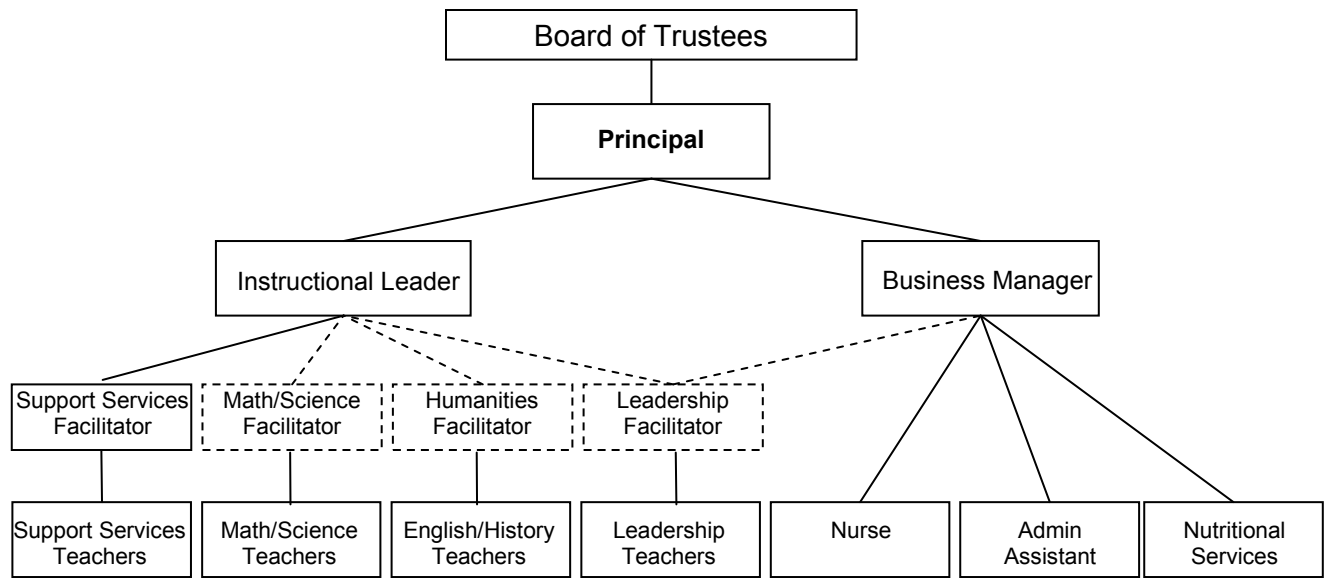 Board of Trustees
Principal
Instructional Leader
Business Manager
Support Services
Facilitator
Math/Science
Facilitator
Humanities
Facilitator
Leadership
Facilitator
Support Services
Teachers
Math/Science
Teachers
English/History
Teachers
Leadership
Teachers
Nurse
Admin
Assistant
Nutritional
Services